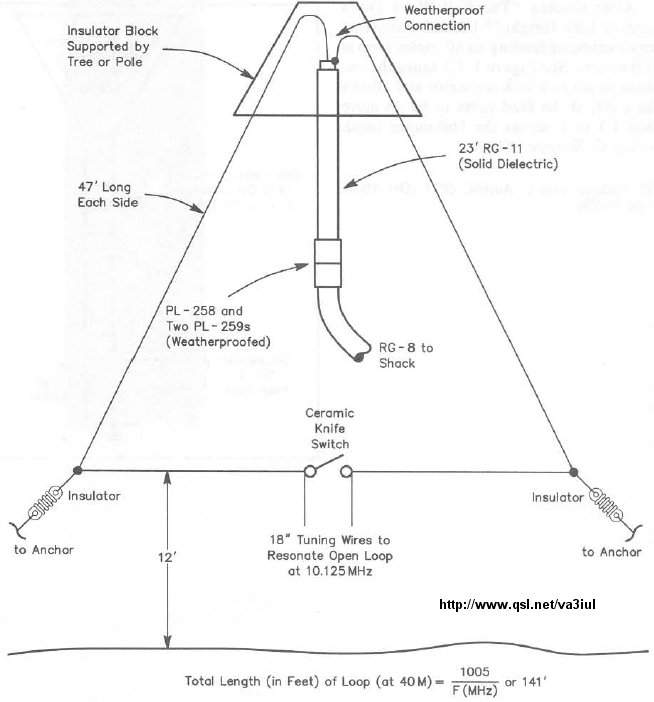 Weatherproof
Connection
Insulator Block
Supported by
Tree or Pole
23' RG-11
(Solid Dielectric)
47' Long
Each Side
PL-258 and
Two PL-259s
(Weatherproofed)
RG-8 to
Shack
Ceramic
Knife
Switch
Insulator
Insulator
to Anchor
18" Tuning Wires to
Resonate Open Loop
at 10.125 MHz
to Anchor
12'
http://www.qsl.net/va3iul
Total Length (in Feet) of Loop (at 40M) = 1005 / F(MHz) or 141'